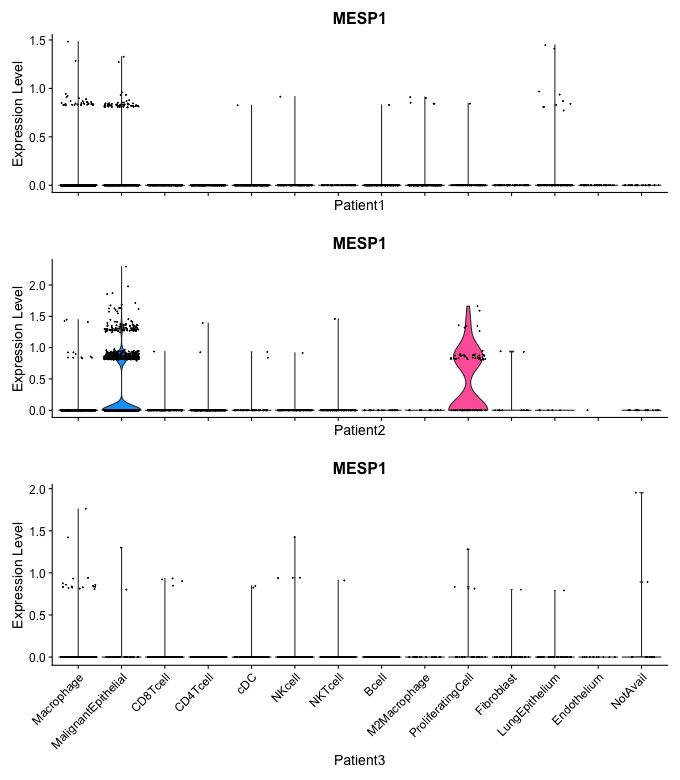 MESP1
Expression Level
1.5
1.0
0.5
0.0
Patient1
MESP1
Expression Level
2.0
1.5
1.0
0.5
0.0
Patient2
MESP1
Expression Level
2.0
1.5
1.0
0.5
0.0
Macrophage
MalignantEpithelial
CD8Tcell
CD4Tcell
cDC
NKcell
NKTcell
Bcell
M2Macrophage
ProliferatingCell
Fibroblast
LungEpithelium
Endothelium
NotAvail
Patient3